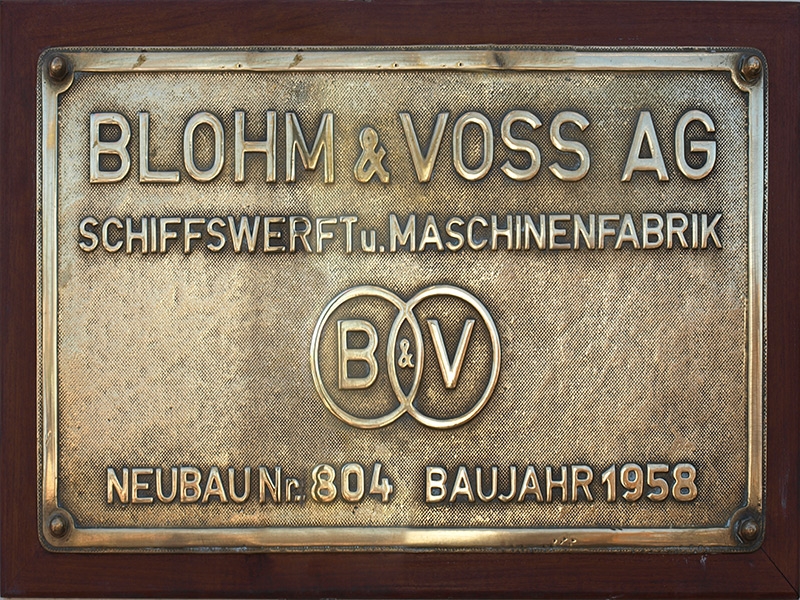 BLOHM & VOSS AG
SCHIFFSWERFT u. MASCHINENFABRIK
B & V
NEUBAU Nr. 804 BAUJAHR 1958